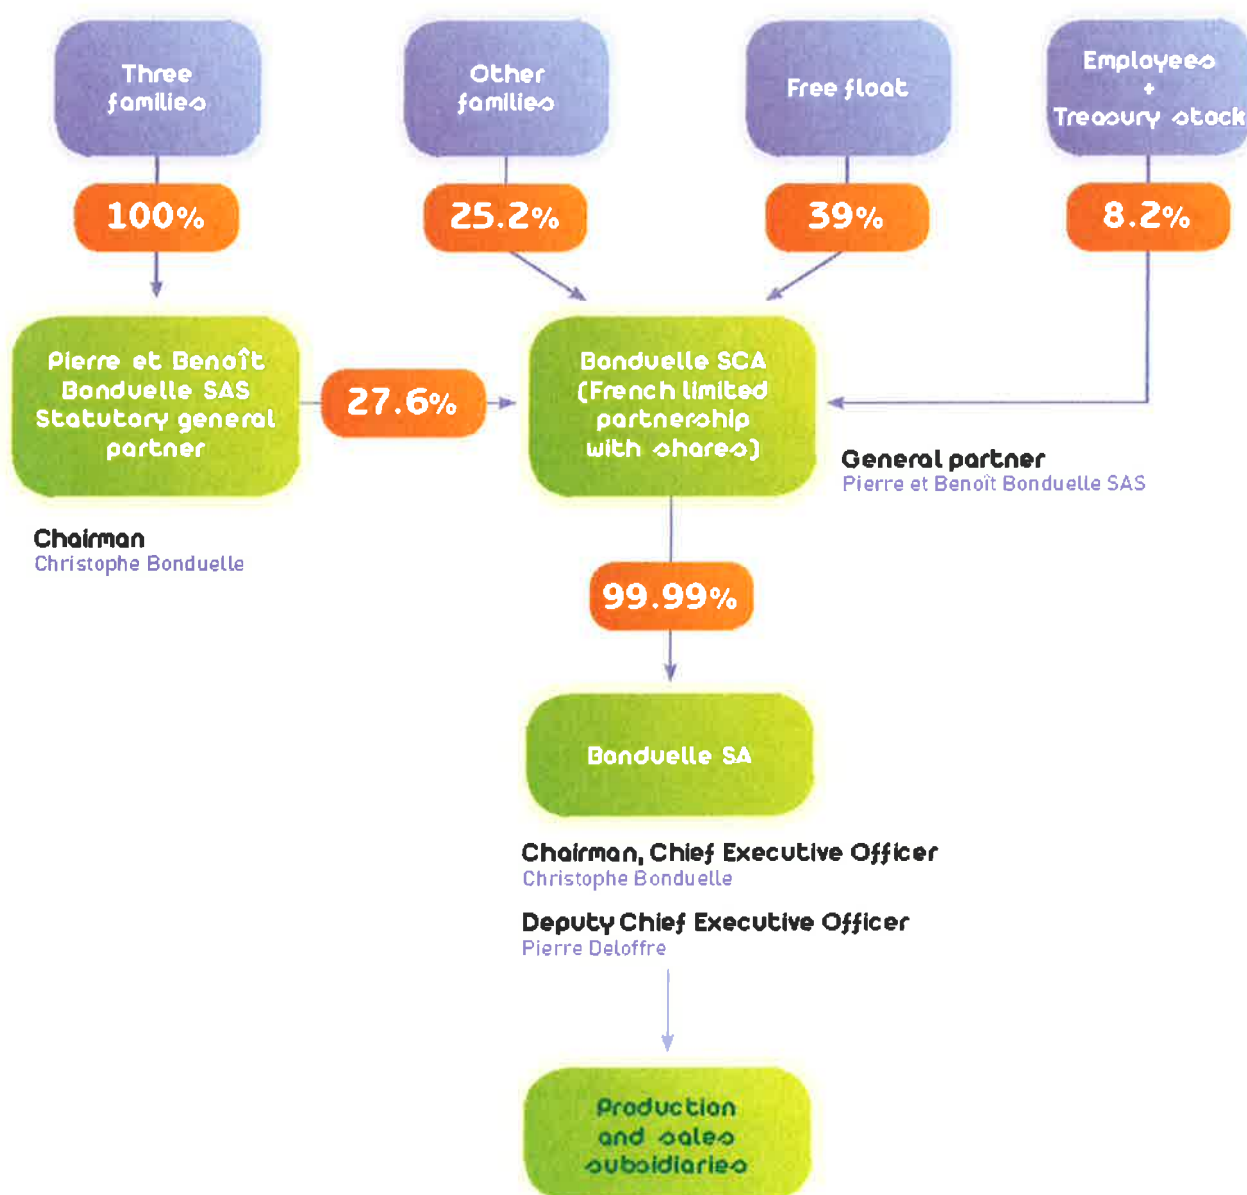 Three
families
Other
families
Free float
Employees
+
Treasury stock
100%
25.2%
39%
8.2%
Pierre et Benoît
Bonduelle SAS
Statutory general
partner
27.6%
Bonduelle SCA
(French limited
partnership
with shares)
General partner
Pierre et Benoît Bonduelle SAS
Chairman
Christophe Bonduelle
99.99%
Bonduelle SA
Chairman, Chief Executive Officer
Christophe Bonduelle
Deputy Chief Executive Officer
Pierre Deloffre
Production
and sales
subsidiaries